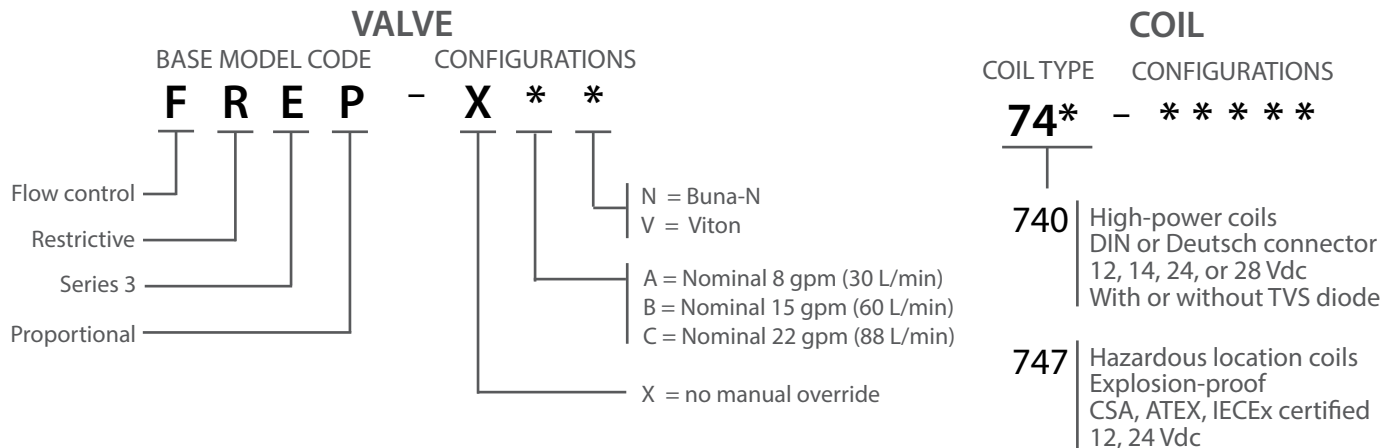 VALVE
BASE MODEL CODE CONFIGURATIONS
F R E P - X * *
Flow control
Restrictive
Series 3
Proportional
N = Buna-N
V = Viton
A = Nominal 8 gpm (30 L/min)
B = Nominal 15 gpm (60 L/min)
C = Nominal 22 gpm (88 L/min)
X = no manual override
COIL
COIL TYPE CONFIGURATIONS
74* - * * * * *
740 High-power coils
DIN or Deutsch connector
12, 14, 24, or 28 Vdc
With or without TVS diode
747 Hazardous location coils
Explosion-proof
CSA, ATEX, IECEx certified
12, 24 Vdc